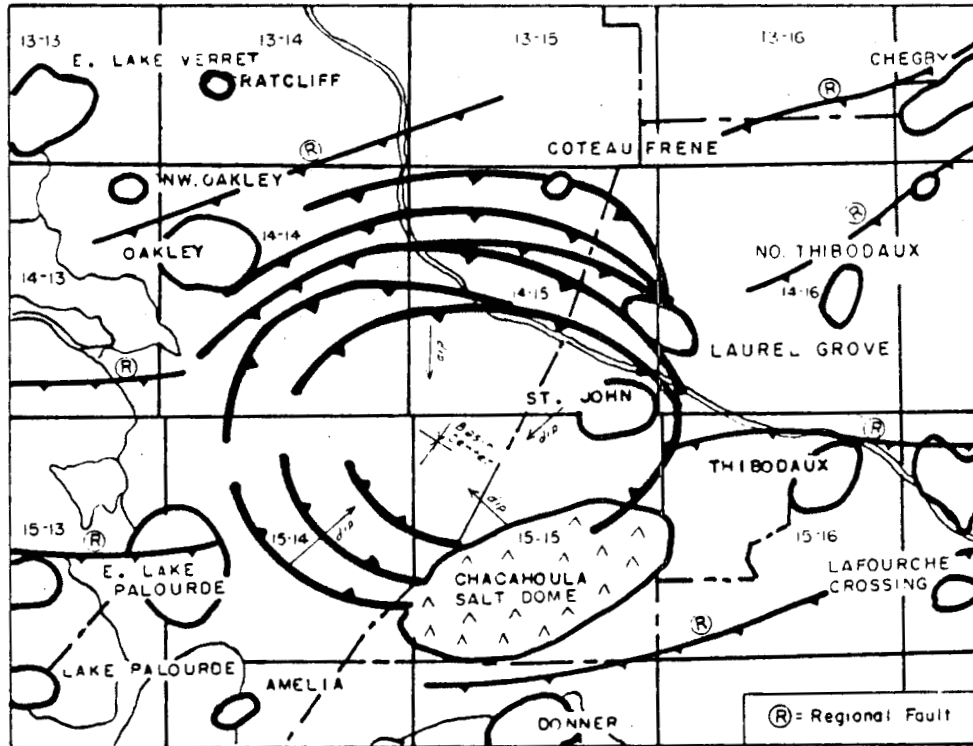 13-13
13-14
13-15
13-16
E. LAKE VERRET
RATCLIFF
CHEGBY
R
R
COTEAU FRENE
NW. OAKLEY
R
OAKLEY
14-14
14-13
NO. THIBODAUX
14-15
14-16
R
dip
LAUREL GROVE
ST. JOHN
dip
Basin
Center
R
THIBODAUX
dip
15-13
R
15-14
dip
15-15
15-16
E. LAKE
PALOURDE
CHACAHOULA
SALT DOME
LAFOURCHE
CROSSING
R
LAKE PALOURDE
AMELIA
DONNER
R = Regional Fault